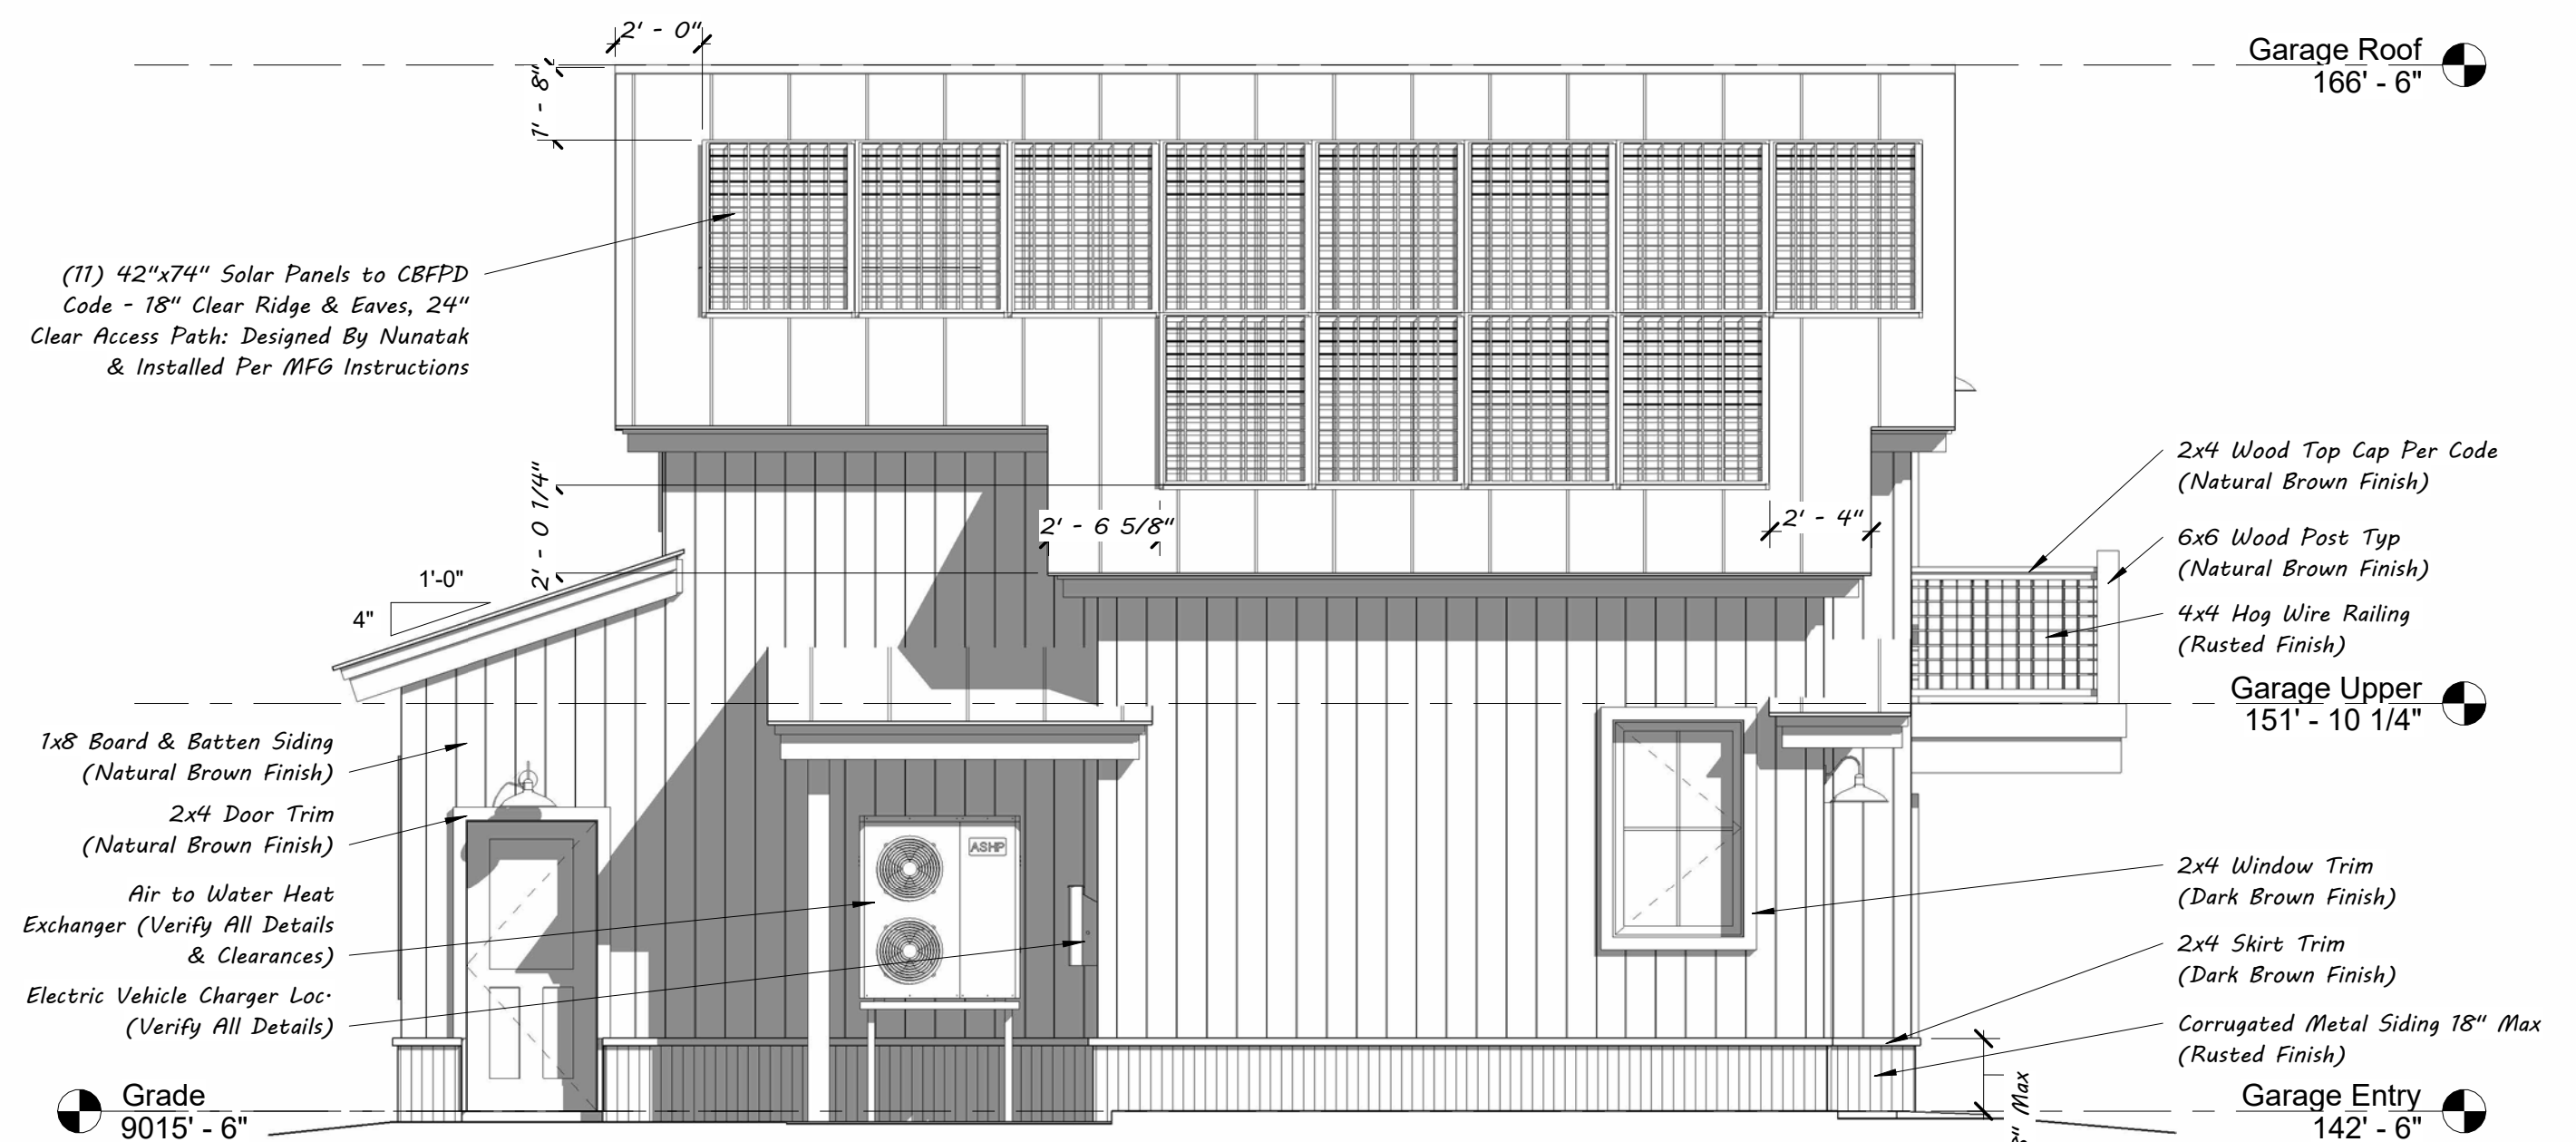 2' - 0"
Garage Roof
166' - 6"
1' - 8"
(11) 42"x74" Solar Panels to CBFPD
Code - 18" Clear Ridge & Eaves, 24"
Clear Access Path: Designed By Nunatak
& Installed Per MFG Instructions
2x4 Wood Top Cap Per Code
(Natural Brown Finish)
2' - 0 1/4"
2' - 6 5/8"
2' - 4"
6x6 Wood Post Typ
(Natural Brown Finish)
1'-0"
4"
4x4 Hog Wire Railing
(Rusted Finish)
Garage Upper
151' - 10 1/4"
1x8 Board & Batten Siding
(Natural Brown Finish)
2x4 Door Trim
(Natural Brown Finish)
ASHP
Air to Water Heat
Exchanger (Verify All Details
& Clearances)
2x4 Window Trim
(Dark Brown Finish)
2x4 Skirt Trim
(Dark Brown Finish)
Electric Vehicle Charger Loc.
(Verify All Details)
Corrugated Metal Siding 18" Max
(Rusted Finish)
Grade
9015' - 6"
Max
Garage Entry
142' - 6"